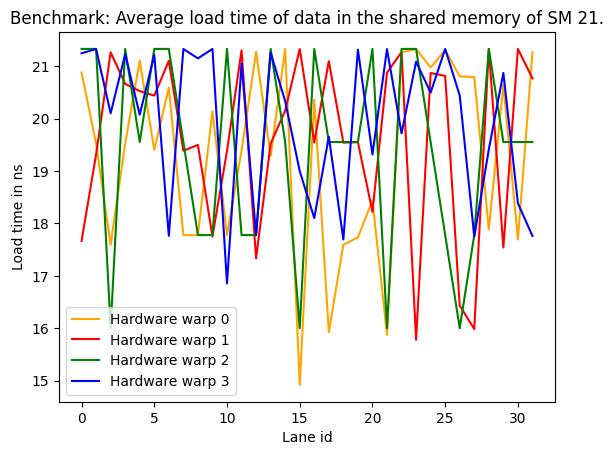 Benchmark: Average load time of data in the shared memory of SM 21.
Load time in ns
21
20
19
18
17
16
15
Hardware warp 0
Hardware warp 1
Hardware warp 2
Hardware warp 3
0 5 10 15 20 25 30
Lane id